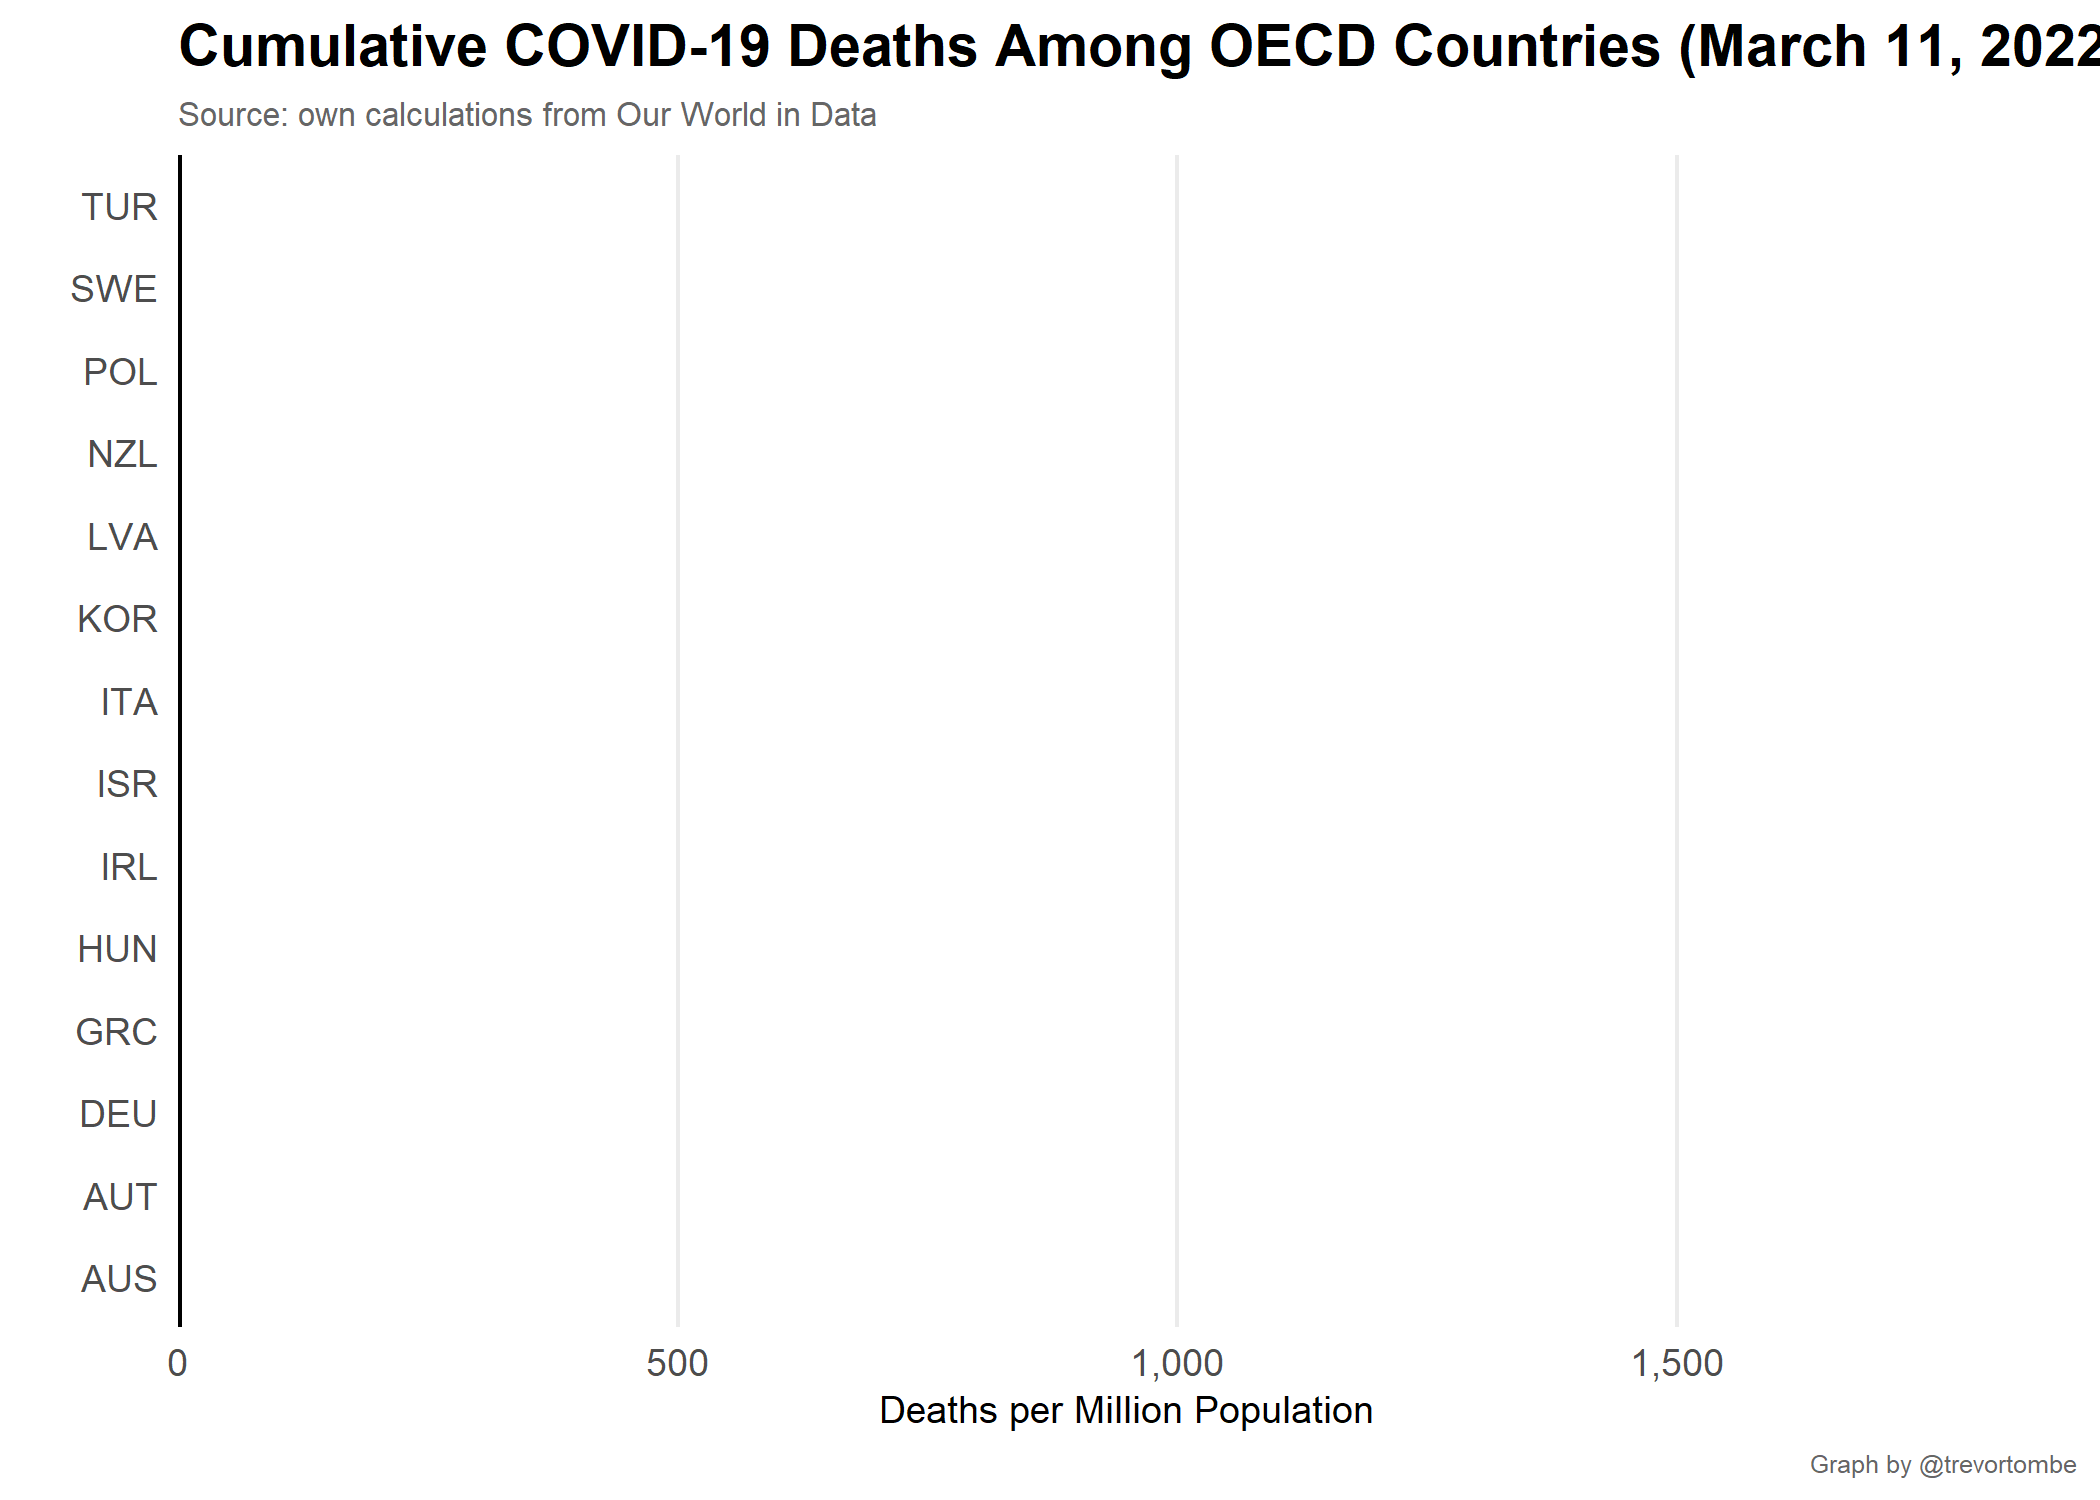 Cumulative COVID-19 Deaths Among OECD Countries (March 11, 2022
Source: own calculations from Our World in Data
TUR
SWE
POL
NZL
LVA
KOR
ITA
ISR
IRL
HUN
GRC
DEU
AUT
AUS
0 500 1,000 1,500
Deaths per Million Population
Graph by @trevortombe